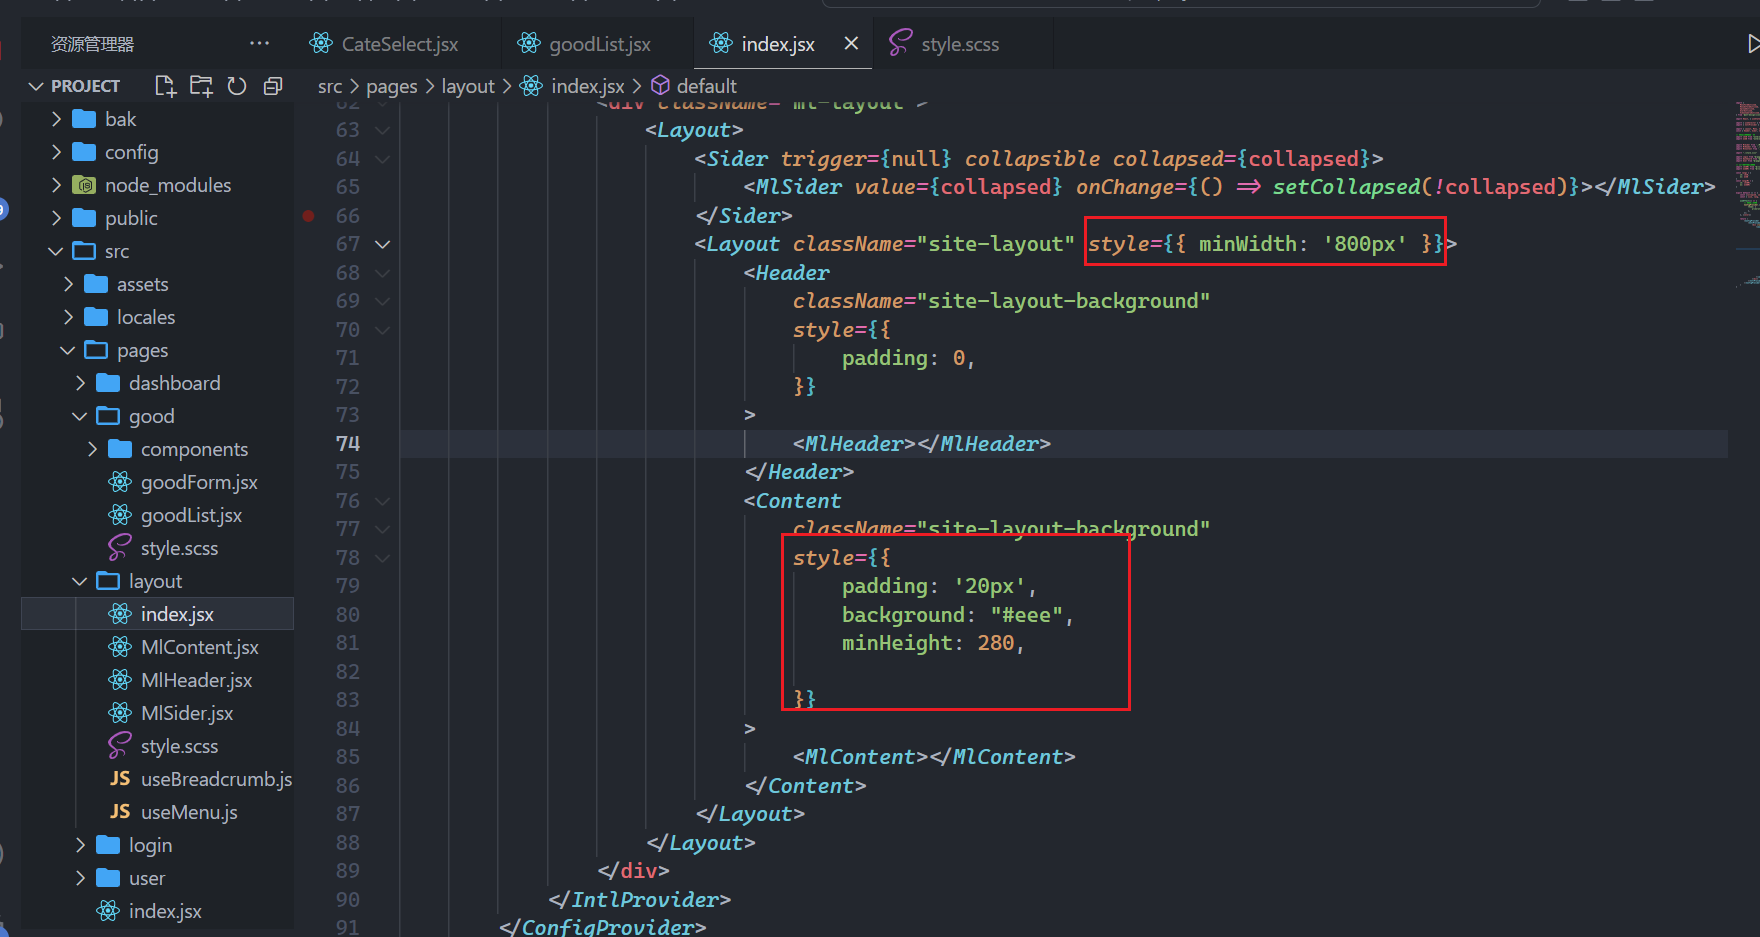 资源管理器 ···
CateSelect.jsx
goodList.jsx
index.jsx
style.scss
PROJECT
src > pages > layout > index.jsx > default
bak
config
node_modules
public
src
assets
locales
pages
dashboard
good
components
goodForm.jsx
goodList.jsx
style.scss
layout
index.jsx
MlContent.jsx
MlHeader.jsx
MlSider.jsx
style.scss
JS useBreadcrumb.js
JS useMenu.js
login
user
index.jsx
62 <div className="ml-layout">
63 <Layout>
64 <Sider trigger={null} collapsible collapsed={collapsed}>
65 <MlSider value={collapsed} onChange={() => setCollapsed(!collapsed)}></MlSider>
66 </Sider>
67 <Layout className="site-layout" style={{ minWidth: '800px' }}>
68 <Header
69 className="site-layout-background"
70 style={{
71 padding: 0,
72 }}
73 >
74 <MlHeader></MlHeader>
75 </Header>
76 <Content
77 className="site-layout-background"
78 style={{
79 padding: '20px',
80 background: "#eee",
81 minHeight: 280,
82
83 }}
84 >
85 <MlContent></MlContent>
86 </Content>
87 </Layout>
88 </Layout>
89 </div>
90 </IntlProvider>
91 </ConfigProvider>